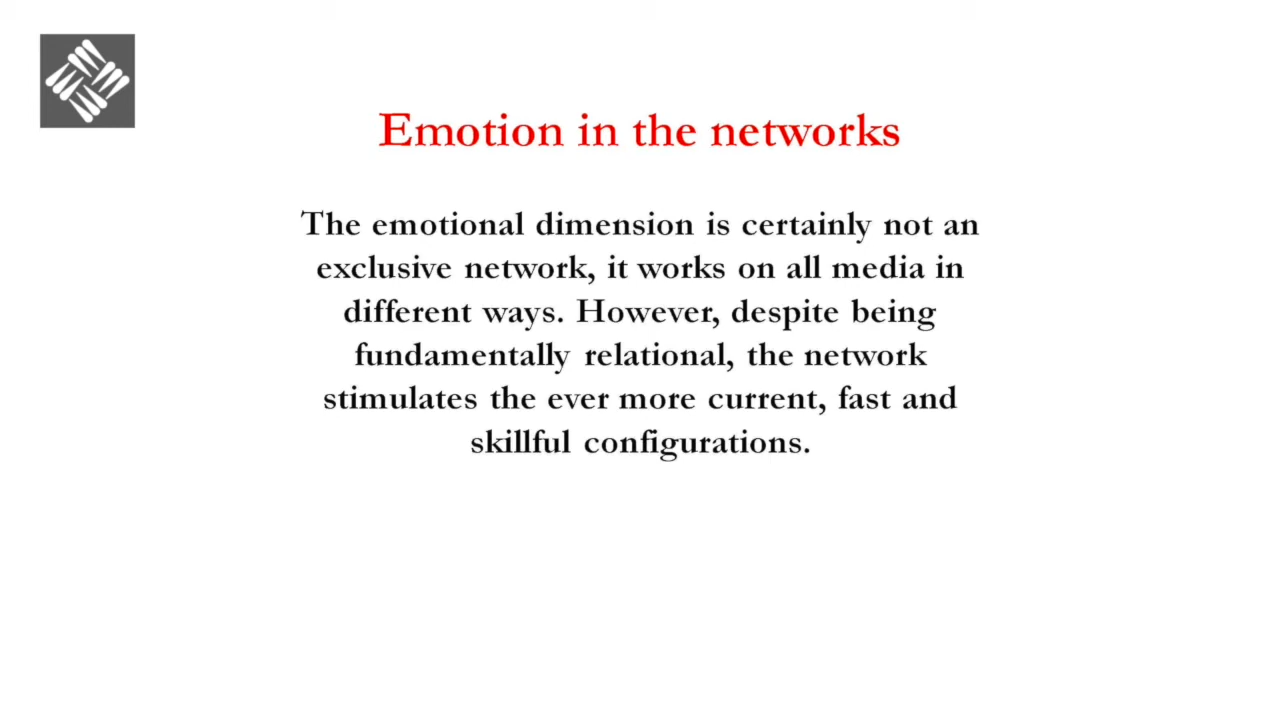 Emotion in the networks
The emotional dimension is certainly not an
exclusive network, it works on all media in
different ways. However, despite being
fundamentally relational, the network
stimulates the ever more current, fast and
skillful configurations.